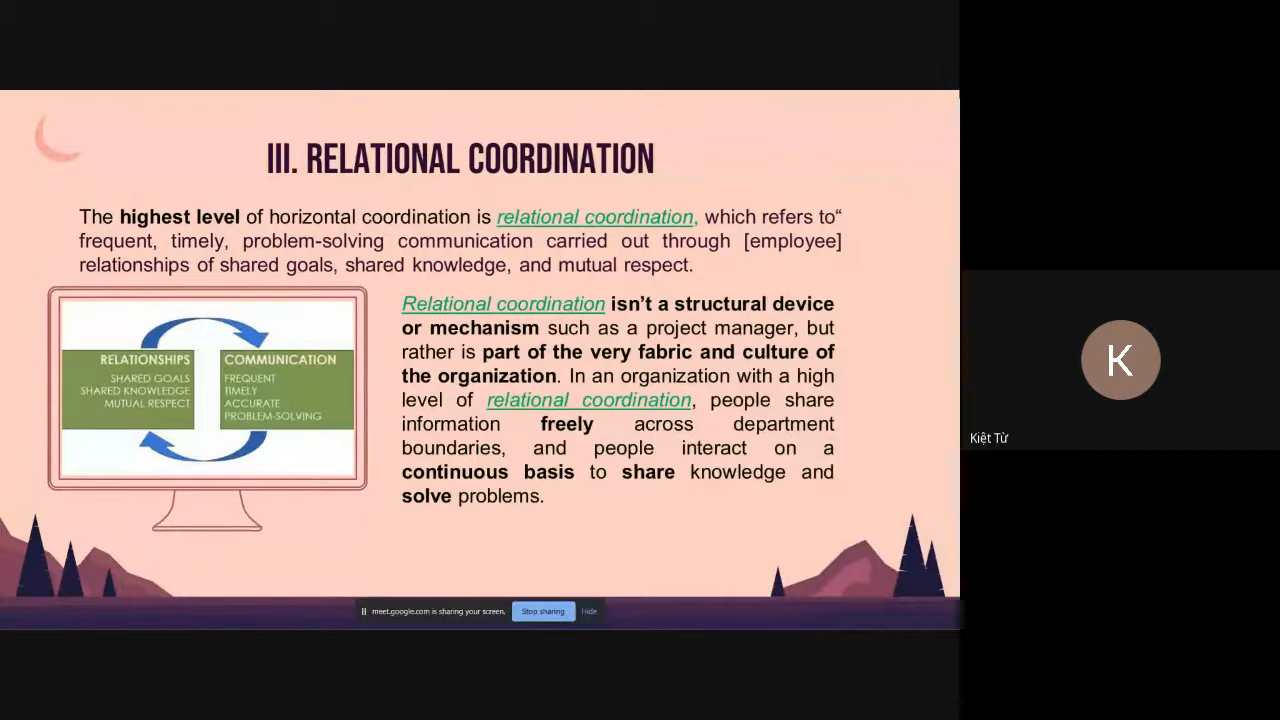 III. RELATIONAL COORDINATION
The highest level of horizontal coordination is relational coordination, which refers to“
frequent, timely, problem-solving communication carried out through [employee]
relationships of shared goals, shared knowledge, and mutual respect.
RELATIONSHIPS
SHARED GOALS
SHARED KNOWLEDGE
MUTUAL RESPECT
COMMUNICATION
FREQUENT
TIMELY
ACCURATE
PROBLEM-SOLVING
Relational coordination isn’t a structural device
or mechanism such as a project manager, but
rather is part of the very fabric and culture of
the organization. In an organization with a high
level of relational coordination, people share
information freely across department
boundaries, and people interact on a
continuous basis to share knowledge and
solve problems.
meet.google.com is sharing your screen. Stop sharing Hide
K
Kiệt Từ